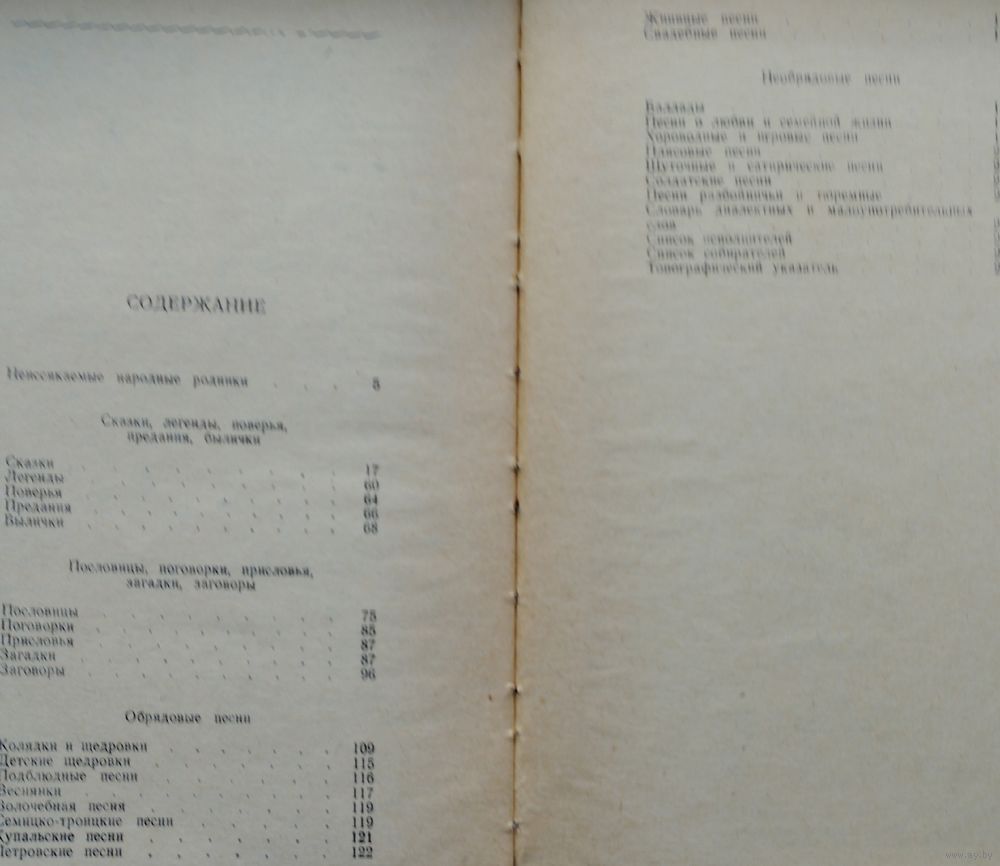 СОДЕРЖАНИЕ
Неиссякаемые народные родники . . . 5
Сказки, легенды, поверья,
предания, былички
Сказки 17
Легенды 60
Поверья 64
Предания 66
Былички 68
Пословицы, поговорки, присловья,
загадки, заговоры
Пословицы 75
Поговорки 85
Присловья 87
Загадки 87
Заговоры 96
Обрядовые песни
Колядки и щедровки 109
Детские щедровки 115
Подблюдные песни 116
Веснянки 117
Волочебная песня 119
Семицко-троицкие песни 119
Купальские песни 121
Петровские песни 122
Жнивные песни
Свадебные песни
Необрядовые песни
Баллады
Песни о любви и семейной жизни
Хороводные и игровые песни
Плясовые песни
Шуточные и сатирические песни
Солдатские песни
Песни разбойничьи и тюремные
Словарь диалектных и малоупотребительных
слов
Список исполнителей
Список собирателей
Топографический указатель
www.ay.by